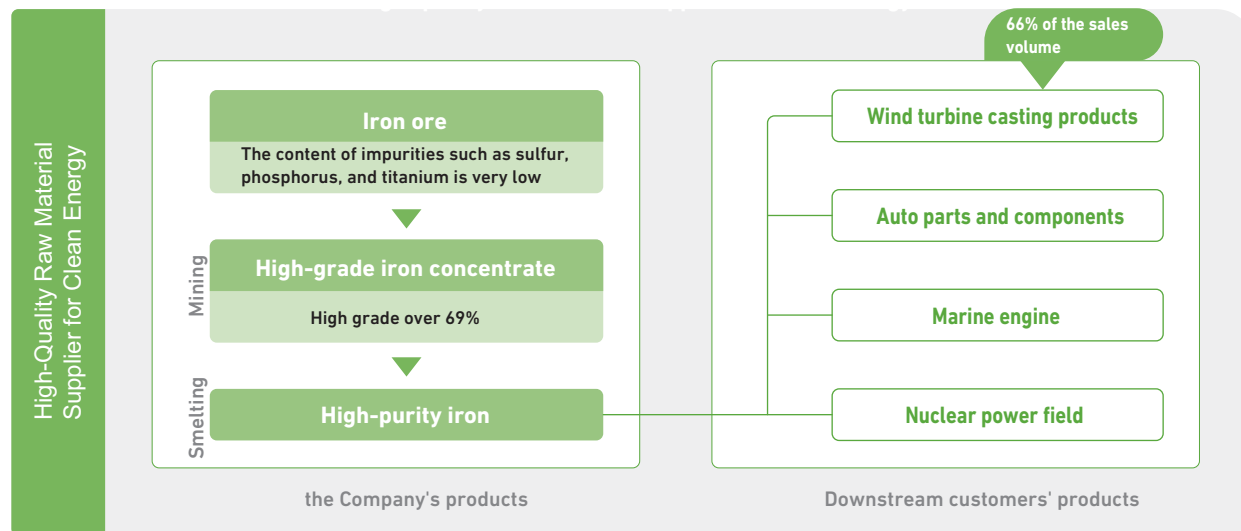 High-Quality Raw Material
Supplier for Clean Energy
66% of the sales
volume
Iron ore
The content of impurities such as sulfur,
phosphorus, and titanium is very low
Mining
High-grade iron concentrate
High grade over 69%
Smelting
High-purity iron
the Company's products
Wind turbine casting products
Auto parts and components
Marine engine
Nuclear power field
Downstream customers' products